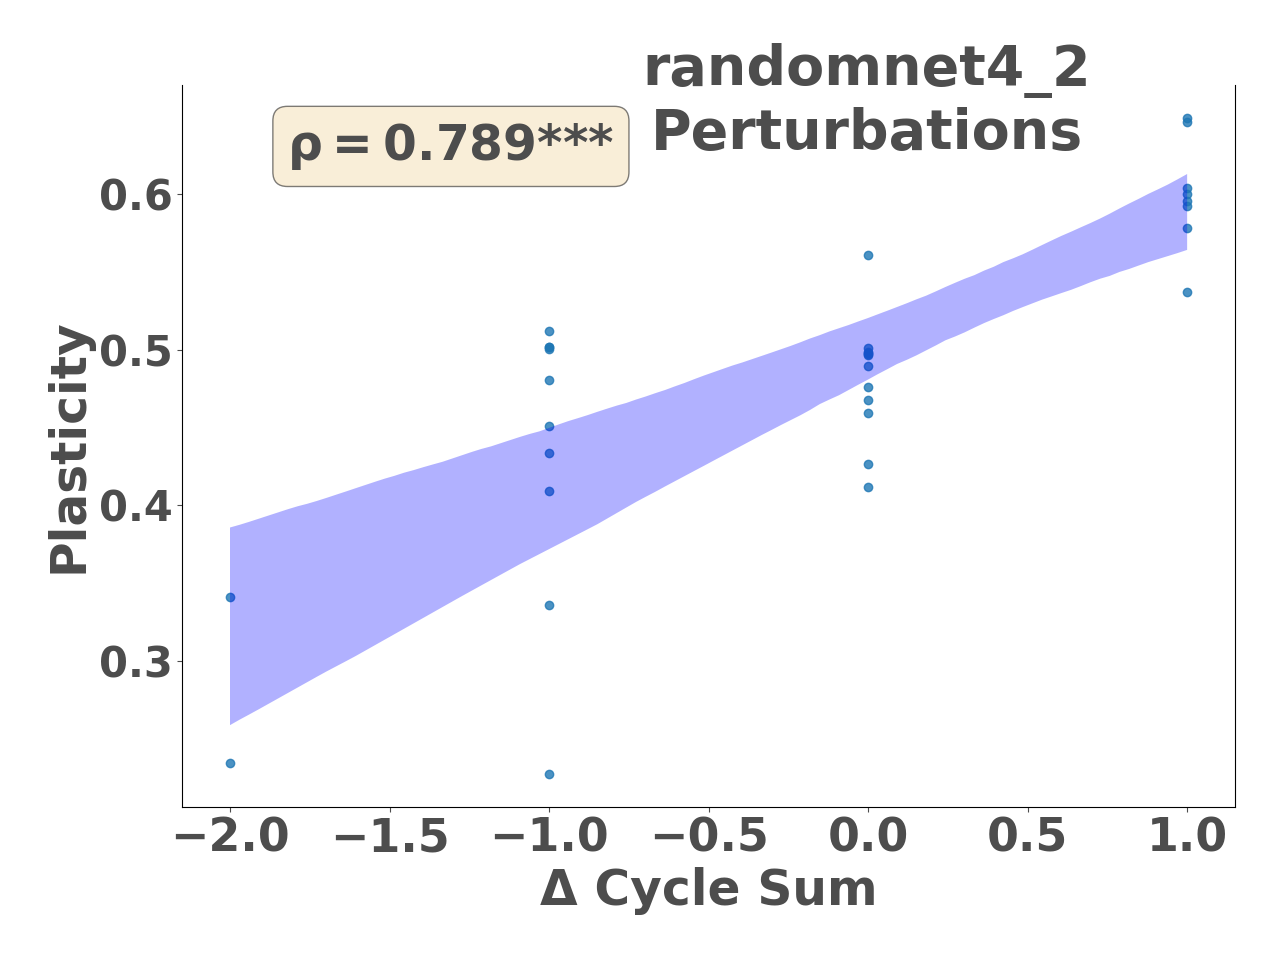 randomnet4_2
Perturbations
ρ = 0.789***
Plasticity
0.6
0.5
0.4
0.3
−2.0 −1.5 −1.0 −0.5 0.0 0.5 1.0
Δ Cycle Sum